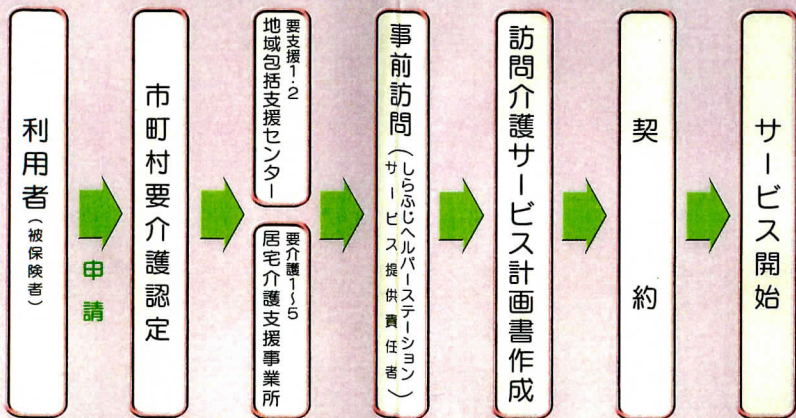 利用者（被保険者）
申請
市町村要介護認定
要支援1・2
地域包括支援センター
要介護1〜5
居宅介護支援事業所
事前訪問（しらふじヘルパーステーション
サービス提供責任者）
訪問介護サービス計画書作成
契約
サービス開始